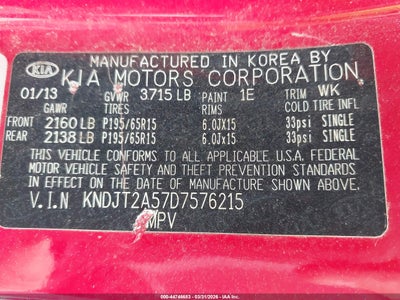 MANUFACTURED IN KOREA BY
KIA KIA MOTORS CORPORATION
01/13 GVWR 3715 LB PAINT 1E TRIM WK
GAWR TIRES RIMS COLD TIRE INFL
FRONT 2160 LB P195/65R15 6.0JX15 33psi SINGLE
REAR 2138 LB P195/65R15 6.0JX15 33psi SINGLE
THIS VEHICLE CONFORMS TO ALL APPLICABLE U.S.A. FEDERAL
MOTOR VEHICLE SAFETY AND THEFT PREVENTION STANDARDS
IN EFFECT ON THE DATE OF MANUFACTURE SHOWN ABOVE.
V.I.N KNDJT2A57D7576215
MPV